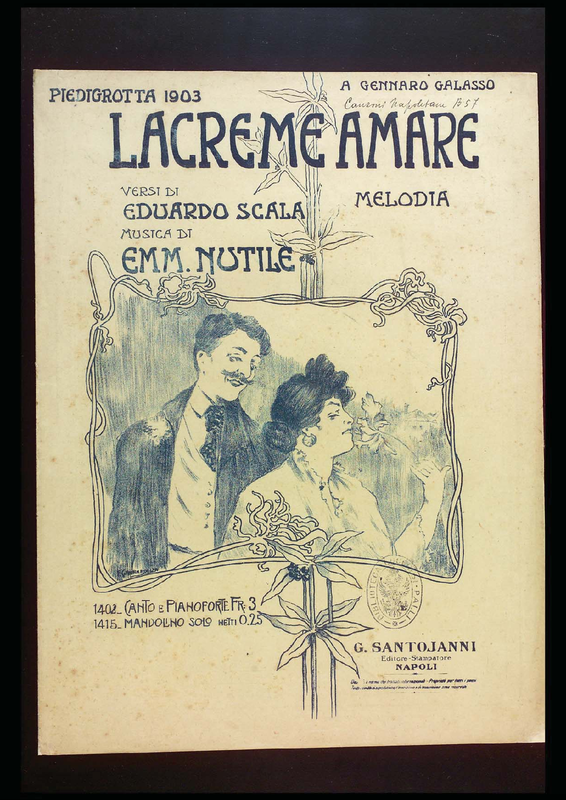 PIEDIGROTTA 1903
A GENNARO GALASSO
Canzoni Napoletane B 57
LACREME AMARE
MELODIA
VERSI DI
EDUARDO SCALA
MUSICA DI
EMM. NUTILE
1402_ CANTO E PIANOFORTE FR. 3
1415_ MANDOLINO SOLO NETTI 0.25
G. SANTOJANNI
Editore-Stampatore
NAPOLI